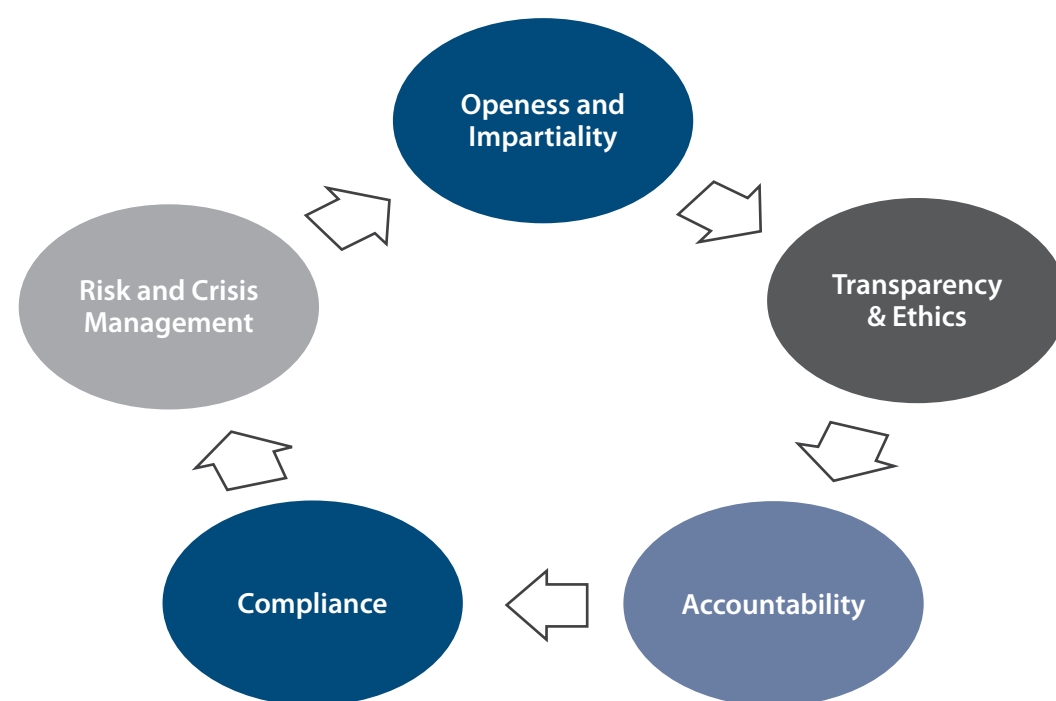 Openess and
Impartiality
Transparency
& Ethics
Accountability
Compliance
Risk and Crisis
Management